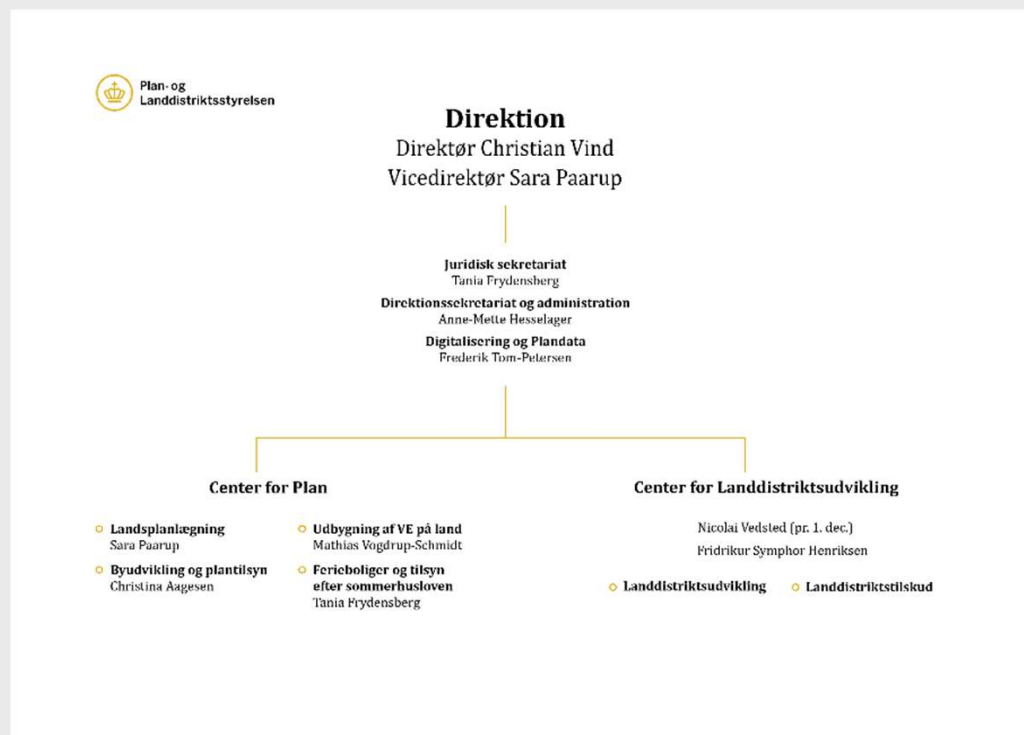 Plan- og
Landdistriktsstyrelsen
Direktion
Direktør Christian Vind
Vicedirektør Sara Paarup
Juridisk sekretariat
Tania Frydensberg
Direktionssekretariat og administration
Anne-Mette Hesselager
Digitalisering og Plandata
Frederik Tom-Petersen
Center for Plan
Landsplanlægning
Sara Paarup
Byudvikling og plantilsyn
Christina Aagesen
Udbygning af VE på land
Mathias Vogdrup-Schmidt
Ferieboliger og tilsyn
efter sommerhusloven
Tania Frydensberg
Center for Landdistriktsudvikling
Nicolai Vedsted (pr. 1. dec.)
Fridrikur Symphor Henriksen
Landdistriktsudvikling
Landdistriktstilskud